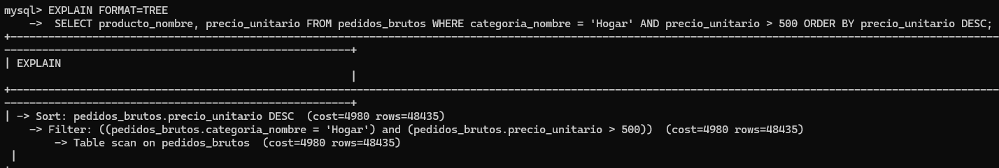 mysql> EXPLAIN FORMAT=TREE
    ->  SELECT producto_nombre, precio_unitario FROM pedidos_brutos WHERE categoria_nombre = 'Hogar' AND precio_unitario > 500 ORDER BY precio_unitario DESC;
| EXPLAIN
|
| -> Sort: pedidos_brutos.precio_unitario DESC  (cost=4980 rows=48435)
    -> Filter: ((pedidos_brutos.categoria_nombre = 'Hogar') and (pedidos_brutos.precio_unitario > 500))  (cost=4980 rows=48435)
        -> Table scan on pedidos_brutos  (cost=4980 rows=48435)
 |